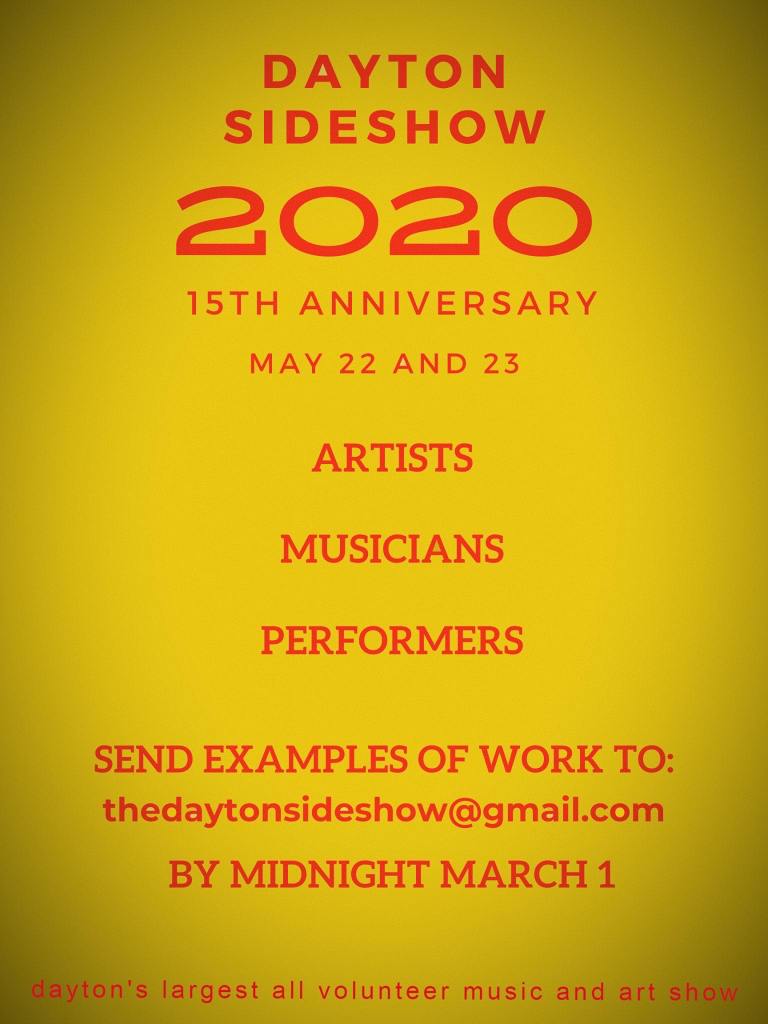 DAYTON
SIDESHOW
2020
15TH ANNIVERSARY
MAY 22 AND 23
ARTISTS
MUSICIANS
PERFORMERS
SEND EXAMPLES OF WORK TO:
thedaytonsideshow@gmail.com
BY MIDNIGHT MARCH 1
dayton's largest all volunteer music and art show